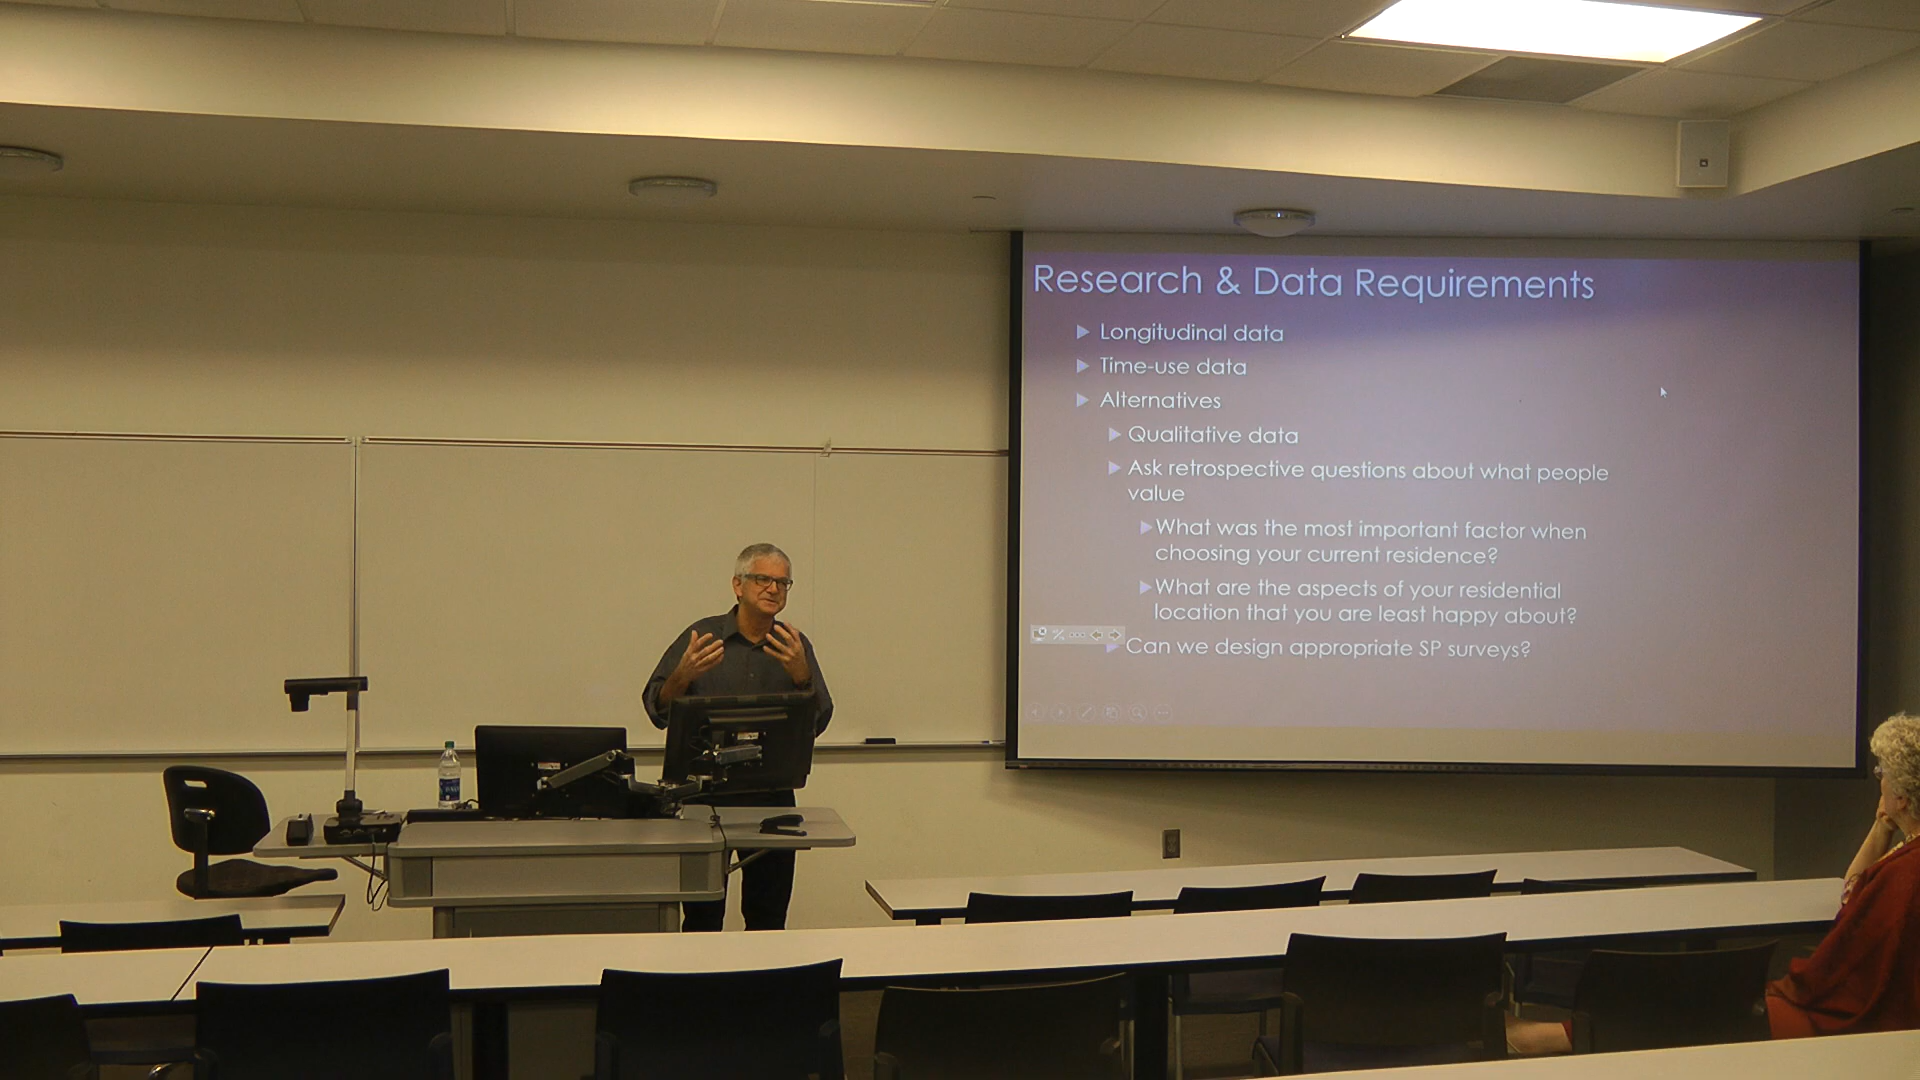 Research & Data Requirements
Longitudinal data
Time-use data
Alternatives
Qualitative data
Ask retrospective questions about what people
value
What was the most important factor when
choosing your current residence?
What are the aspects of your residential
location that you are least happy about?
Can we design appropriate SP surveys?